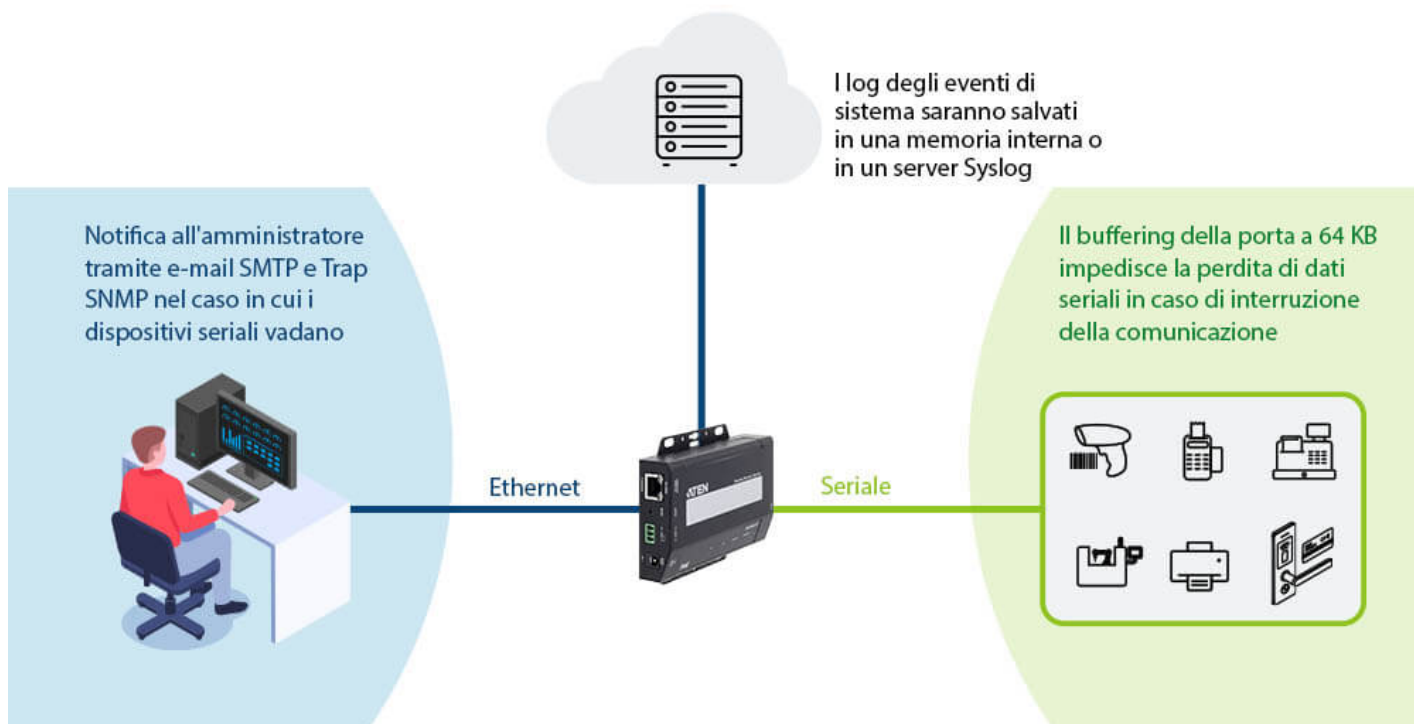 I log degli eventi di
sistema saranno salvati
in una memoria interna o
in un server Syslog
Notifica all'amministratore
tramite e-mail SMTP e Trap
SNMP nel caso in cui i
dispositivi seriali vadano
Il buffering della porta a 64 KB
impedisce la perdita di dati
seriali in caso di interruzione
della comunicazione
Ethernet
ATEN
Seriale